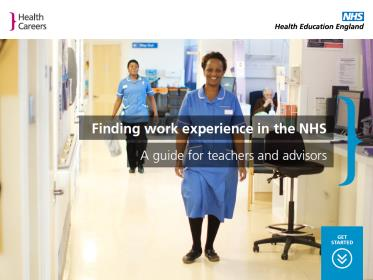 Health
Careers
NHS
Health Education England
Finding work experience in the NHS
A guide for teachers and advisors
GET
STARTED